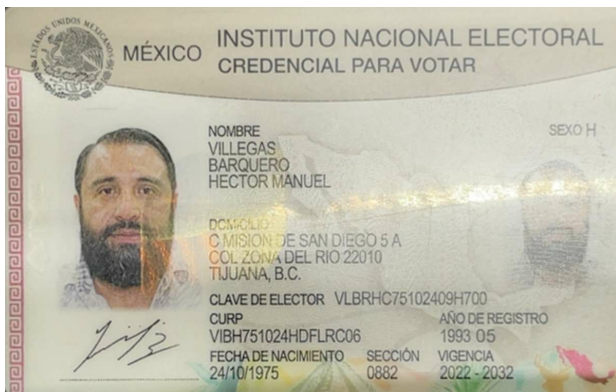 ESTADOS UNIDOS MEXICANOS
MÉXICO
INSTITUTO NACIONAL ELECTORAL
CREDENCIAL PARA VOTAR
NOMBRE
SEXO H
VILLEGAS
BARQUERO
HECTOR MANUEL
DOMICILIO
C MISION DE SAN DIEGO 5 A
COL ZONA DEL RIO 22010
TIJUANA, B.C.
CLAVE DE ELECTOR VLBRHC75102409H700
CURP
AÑO DE REGISTRO
VIBH751024HDFLRC06
1993 05
FECHA DE NACIMIENTO SECCIÓN VIGENCIA
24/10/1975 0882 2022 - 2032